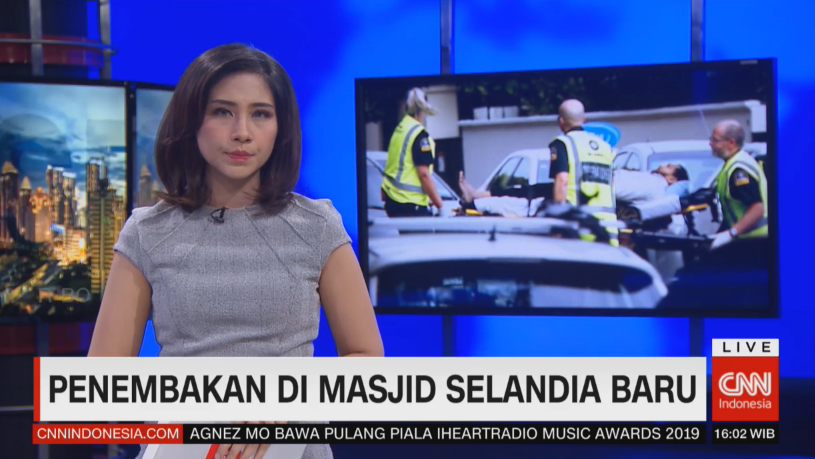 PENEMBAKAN DI MASJID SELANDIA BARU
LIVE
CNN
Indonesia
CNNINDONESIA.COM
AGNEZ MO BAWA PULANG PIALA IHEARTRADIO MUSIC AWARDS 2019
16:02 WIB